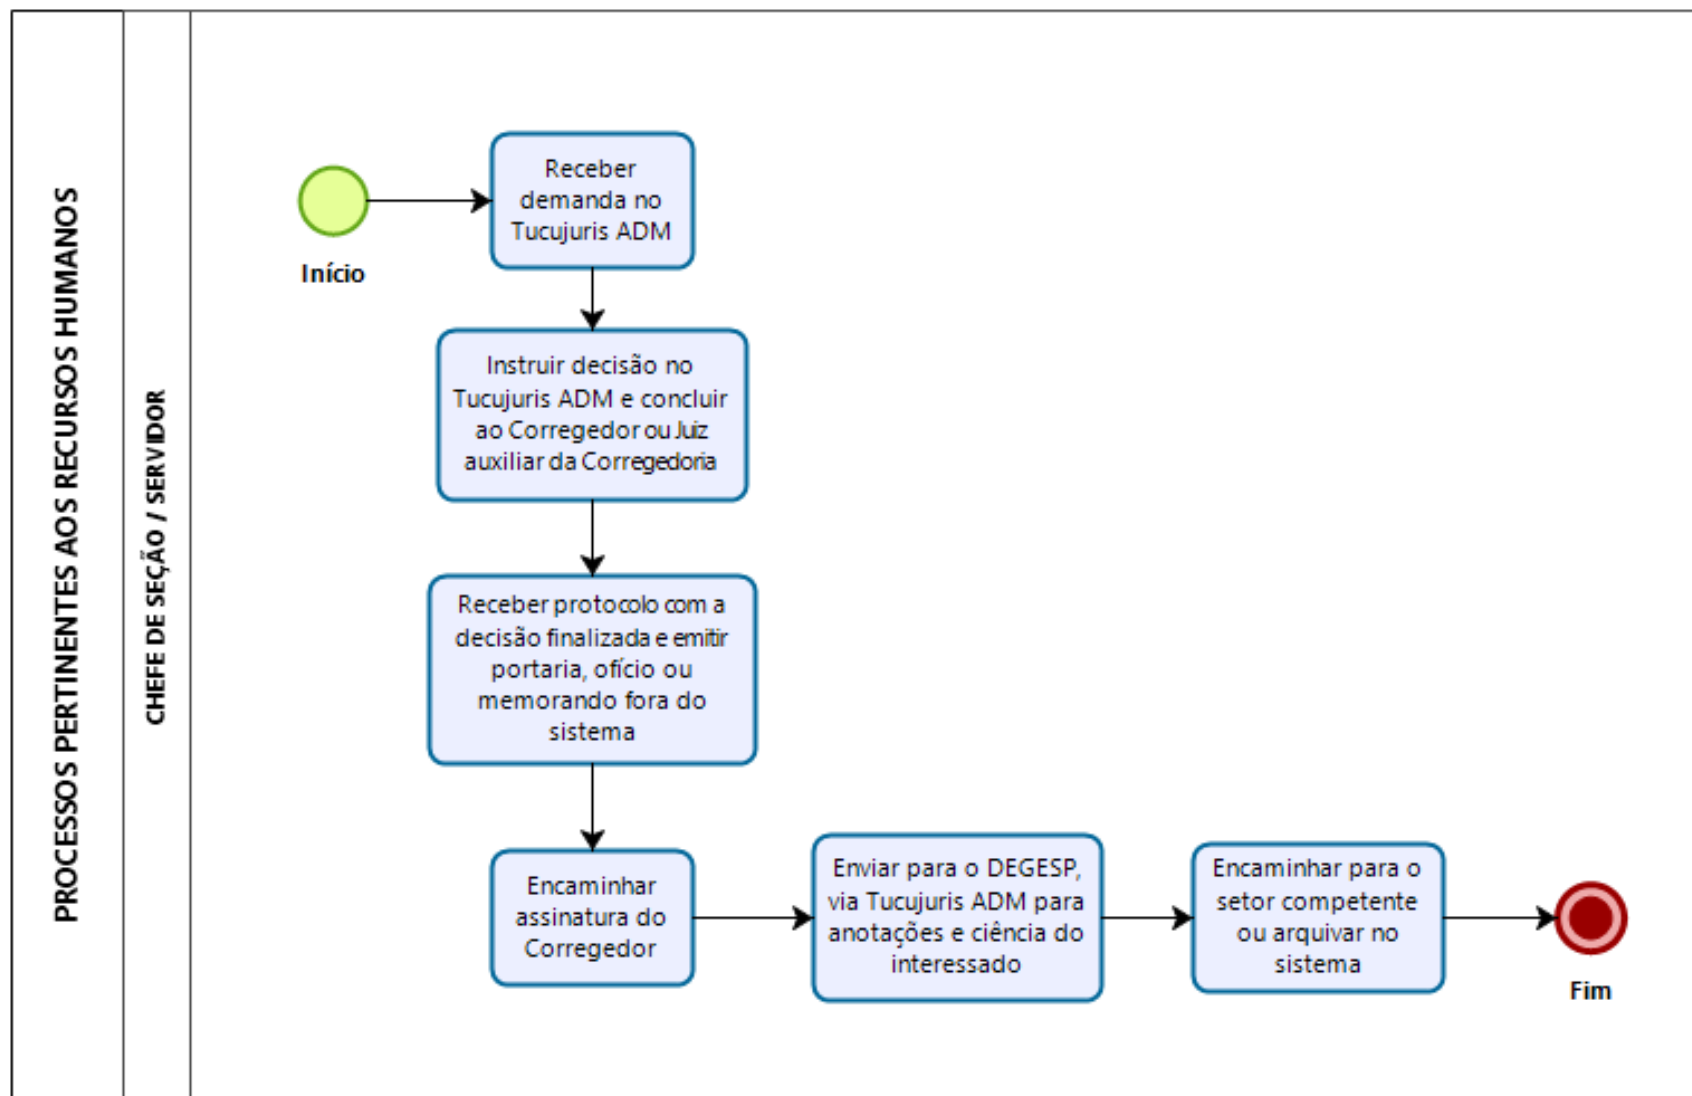 PROCESSOS PERTINENTES AOS RECURSOS HUMANOS
CHEFE DE SEÇÃO / SERVIDOR
Início
Receber
demanda no
Tucujuris ADM
Instruir decisão no
Tucujuris ADM e concluir
ao Corregedor ou Juiz
auxiliar da Corregedoria
Receber protocolo com a
decisão finalizada e emitir
portaria, ofício ou
memorando fora do
sistema
Encaminhar
assinatura do
Corregedor
Enviar para o DEGESP,
via Tucujuris ADM para
anotações e ciência do
interessado
Encaminhar para o
setor competente
ou arquivar no
sistema
Fim